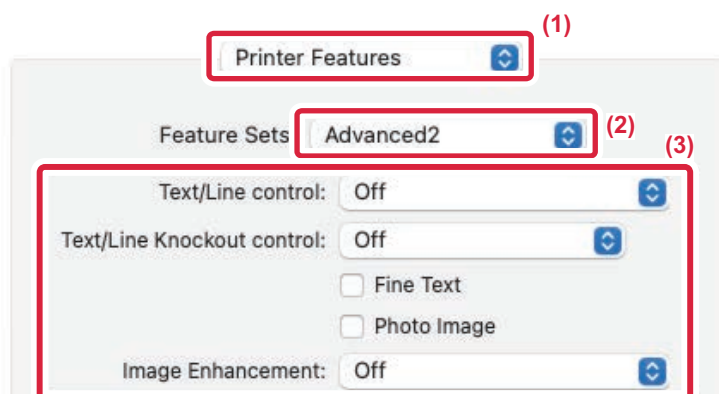 (1)
Printer Features
Feature Sets Advanced2 (2)
(3)
Text/Line control: Off
Text/Line Knockout control: Off
Fine Text
Photo Image
Image Enhancement: Off